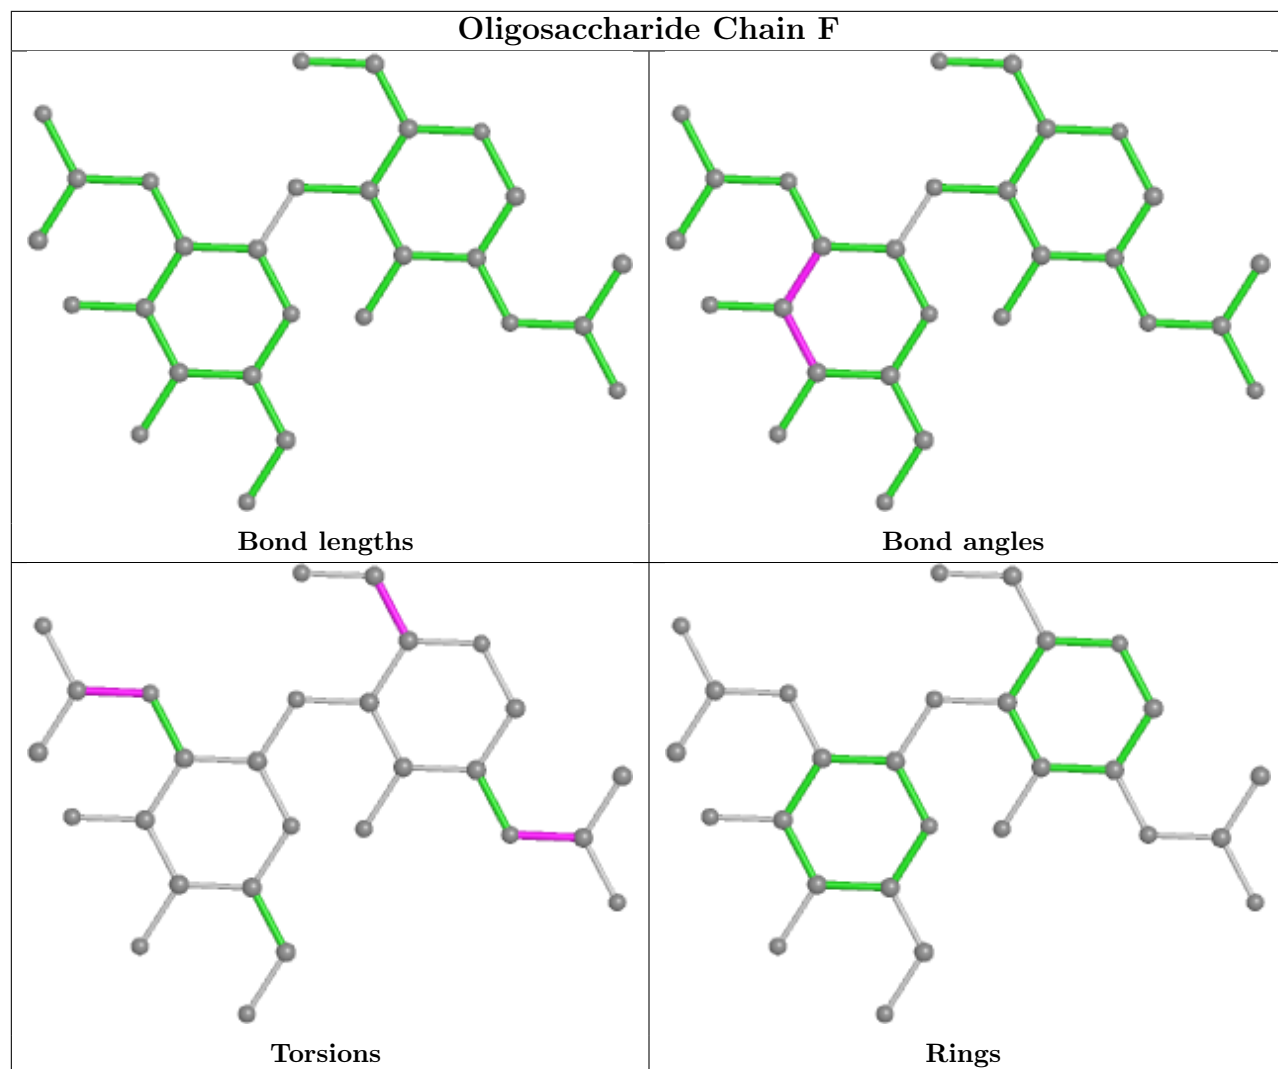 Oligosaccharide Chain F
Bond lengths
Bond angles
Torsions
Rings